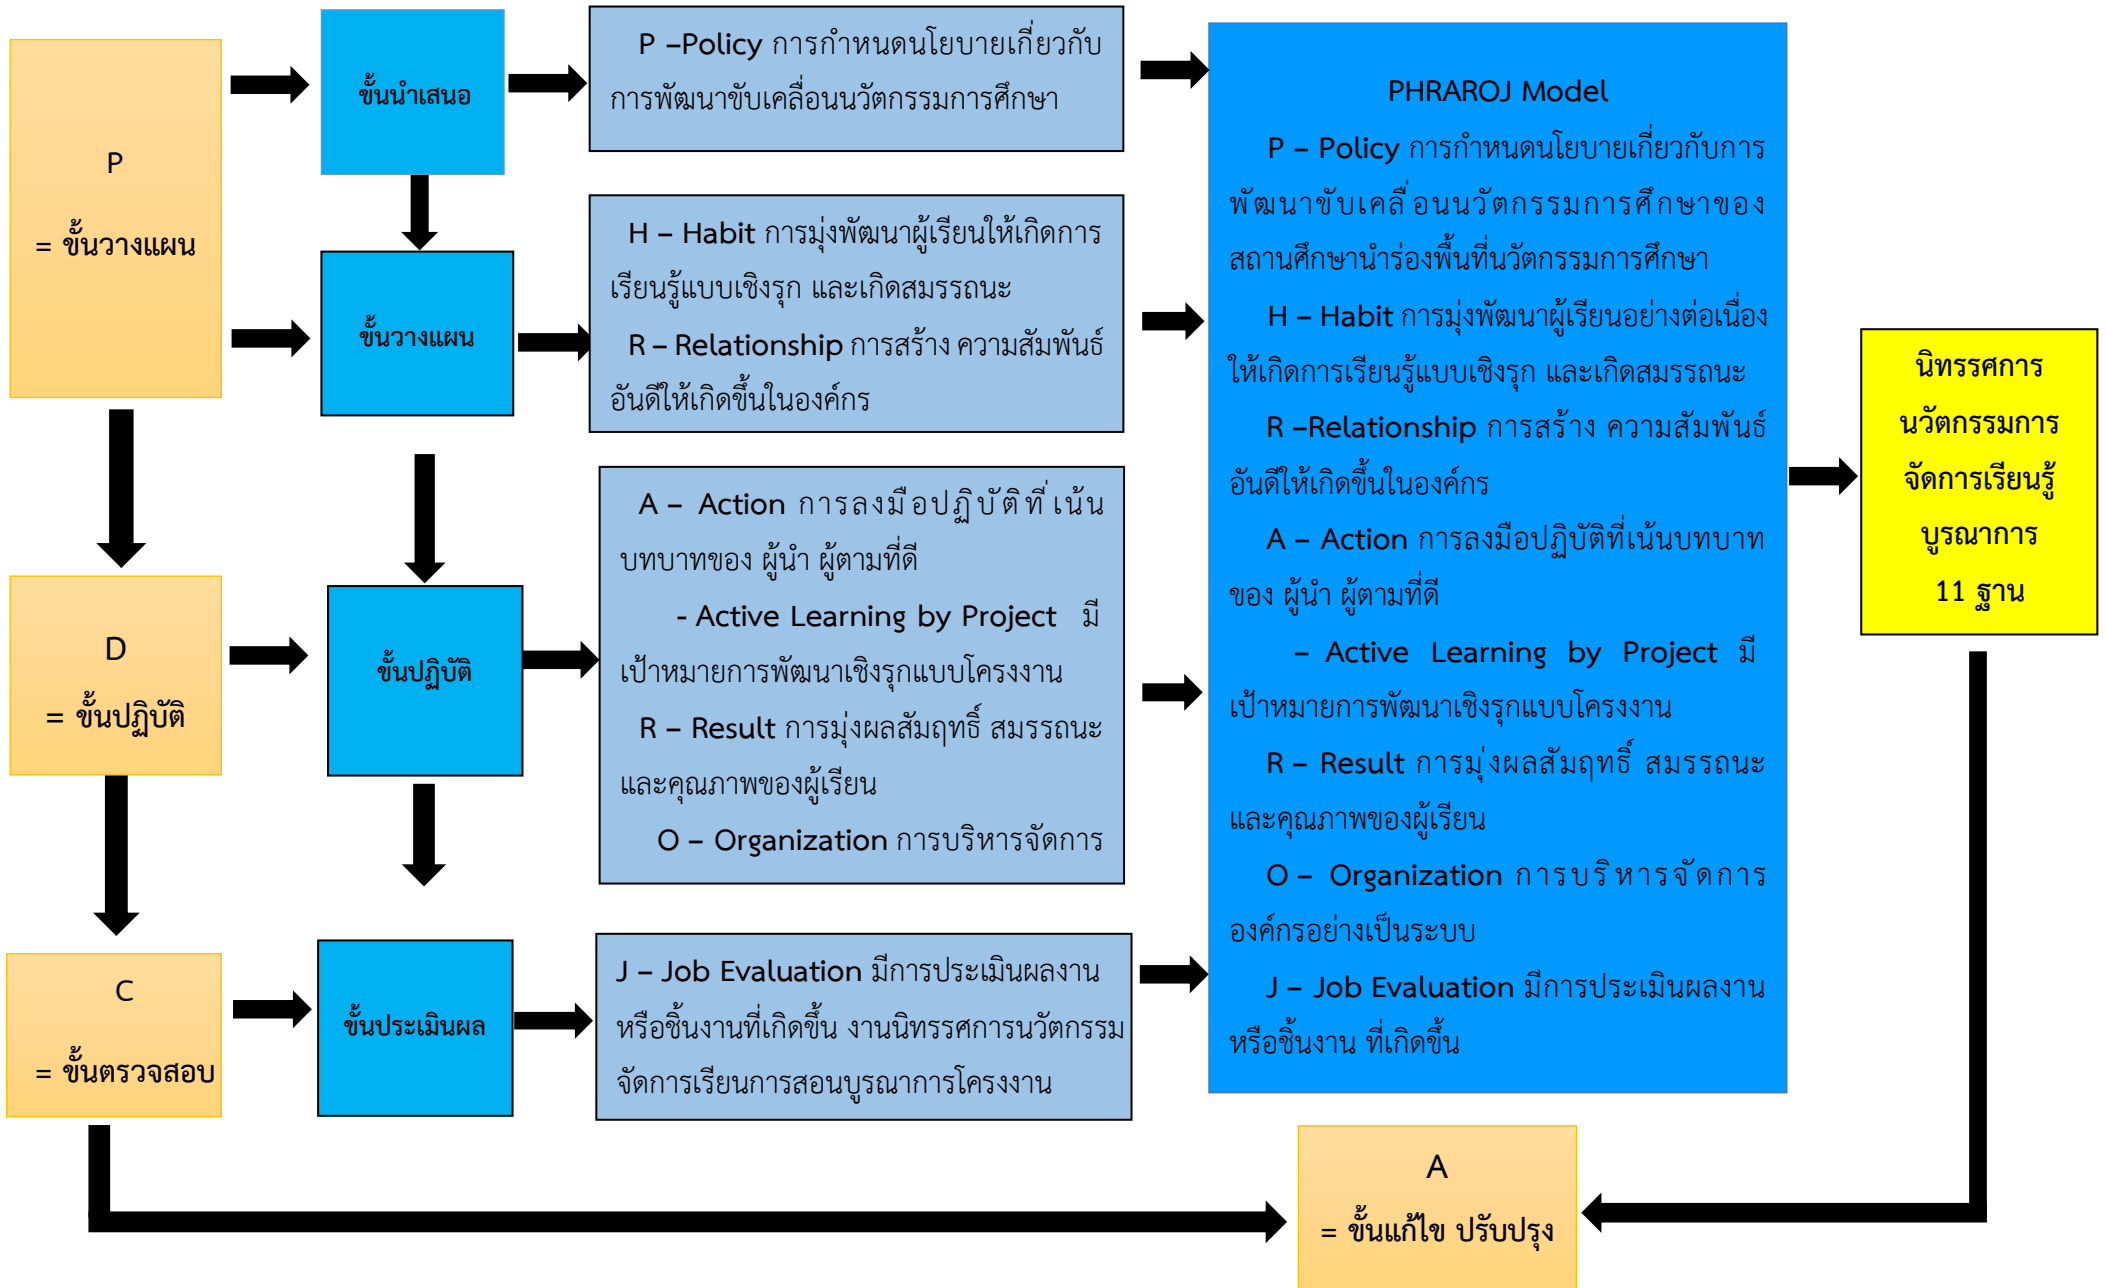 P
= ขั้นวางแผน
ขั้นนำเสนอ
P –Policy การกำหนดนโยบายเกี่ยวกับ
การพัฒนาขับเคลื่อนนวัตกรรมการศึกษา
ขั้นวางแผน
H – Habit การมุ่งพัฒนาผู้เรียนให้เกิดการ
เรียนรู้แบบเชิงรุก และเกิดสมรรถนะ
R – Relationship การสร้าง ความสัมพันธ์
อันดีให้เกิดขึ้นในองค์กร
D
= ขั้นปฏิบัติ
ขั้นปฏิบัติ
A – Action การลงมือปฏิบัติที่เน้น
บทบาทของ ผู้นำ ผู้ตามที่ดี
- Active Learning by Project มี
เป้าหมายการพัฒนาเชิงรุกแบบโครงงาน
R – Result การมุ่งผลสัมฤทธิ์ สมรรถนะ
และคุณภาพของผู้เรียน
O – Organization การบริหารจัดการ
C
= ขั้นตรวจสอบ
ขั้นประเมินผล
J – Job Evaluation มีการประเมินผลงาน
หรือชิ้นงานที่เกิดขึ้น งานนิทรรศการนวัตกรรม
จัดการเรียนการสอนบูรณาการโครงงาน
PHRAROJ Model
P – Policy การกำหนดนโยบายเกี่ยวกับการ
พัฒนาขับเคลื่อนนวัตกรรมการศึกษาของ
สถานศึกษานำร่องพื้นที่นวัตกรรมการศึกษา
H – Habit การมุ่งพัฒนาผู้เรียนอย่างต่อเนื่อง
ให้เกิดการเรียนรู้แบบเชิงรุก และเกิดสมรรถนะ
R –Relationship การสร้าง ความสัมพันธ์
อันดีให้เกิดขึ้นในองค์กร
A – Action การลงมือปฏิบัติที่เน้นบทบาท
ของ ผู้นำ ผู้ตามที่ดี
– Active Learning by Project มี
เป้าหมายการพัฒนาเชิงรุกแบบโครงงาน
R – Result การมุ่งผลสัมฤทธิ์ สมรรถนะ
และคุณภาพของผู้เรียน
O – Organization การบริหารจัดการ
องค์กรอย่างเป็นระบบ
J – Job Evaluation มีการประเมินผลงาน
หรือชิ้นงาน ที่เกิดขึ้น
นิทรรศการ
นวัตกรรมการ
จัดการเรียนรู้
บูรณาการ
11 ฐาน
A
= ขั้นแก้ไข ปรับปรุง